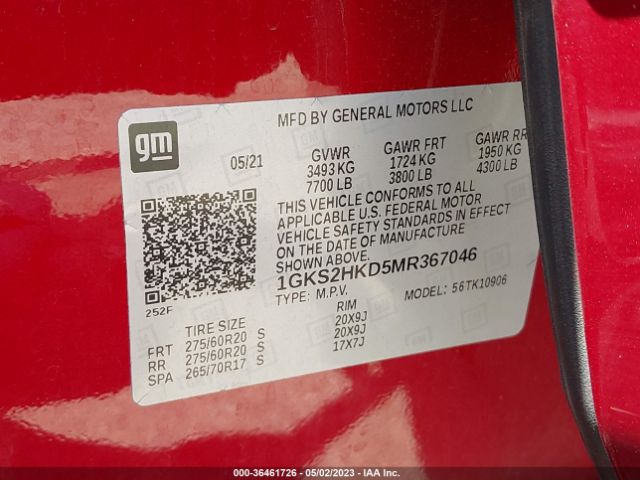 MFD BY GENERAL MOTORS LLC
gm
05/21
GVWR GAWR FRT GAWR RR
3493 KG 1724 KG 1950 KG
7700 LB 3800 LB 4300 LB
THIS VEHICLE CONFORMS TO ALL
APPLICABLE U.S. FEDERAL MOTOR
VEHICLE SAFETY STANDARDS IN EFFECT
ON THE DATE OF MANUFACTURE
SHOWN ABOVE.
1GKS2HKD5MR367046
TYPE: M.P.V. MODEL: 56TK10906
252F
TIRE SIZE RIM
FRT 275/60R20 S 20X9J
RR 275/60R20 S 20X9J
SPA 265/70R17 S 17X7J
000-36461726 - 05/02/2023 - IAA Inc.